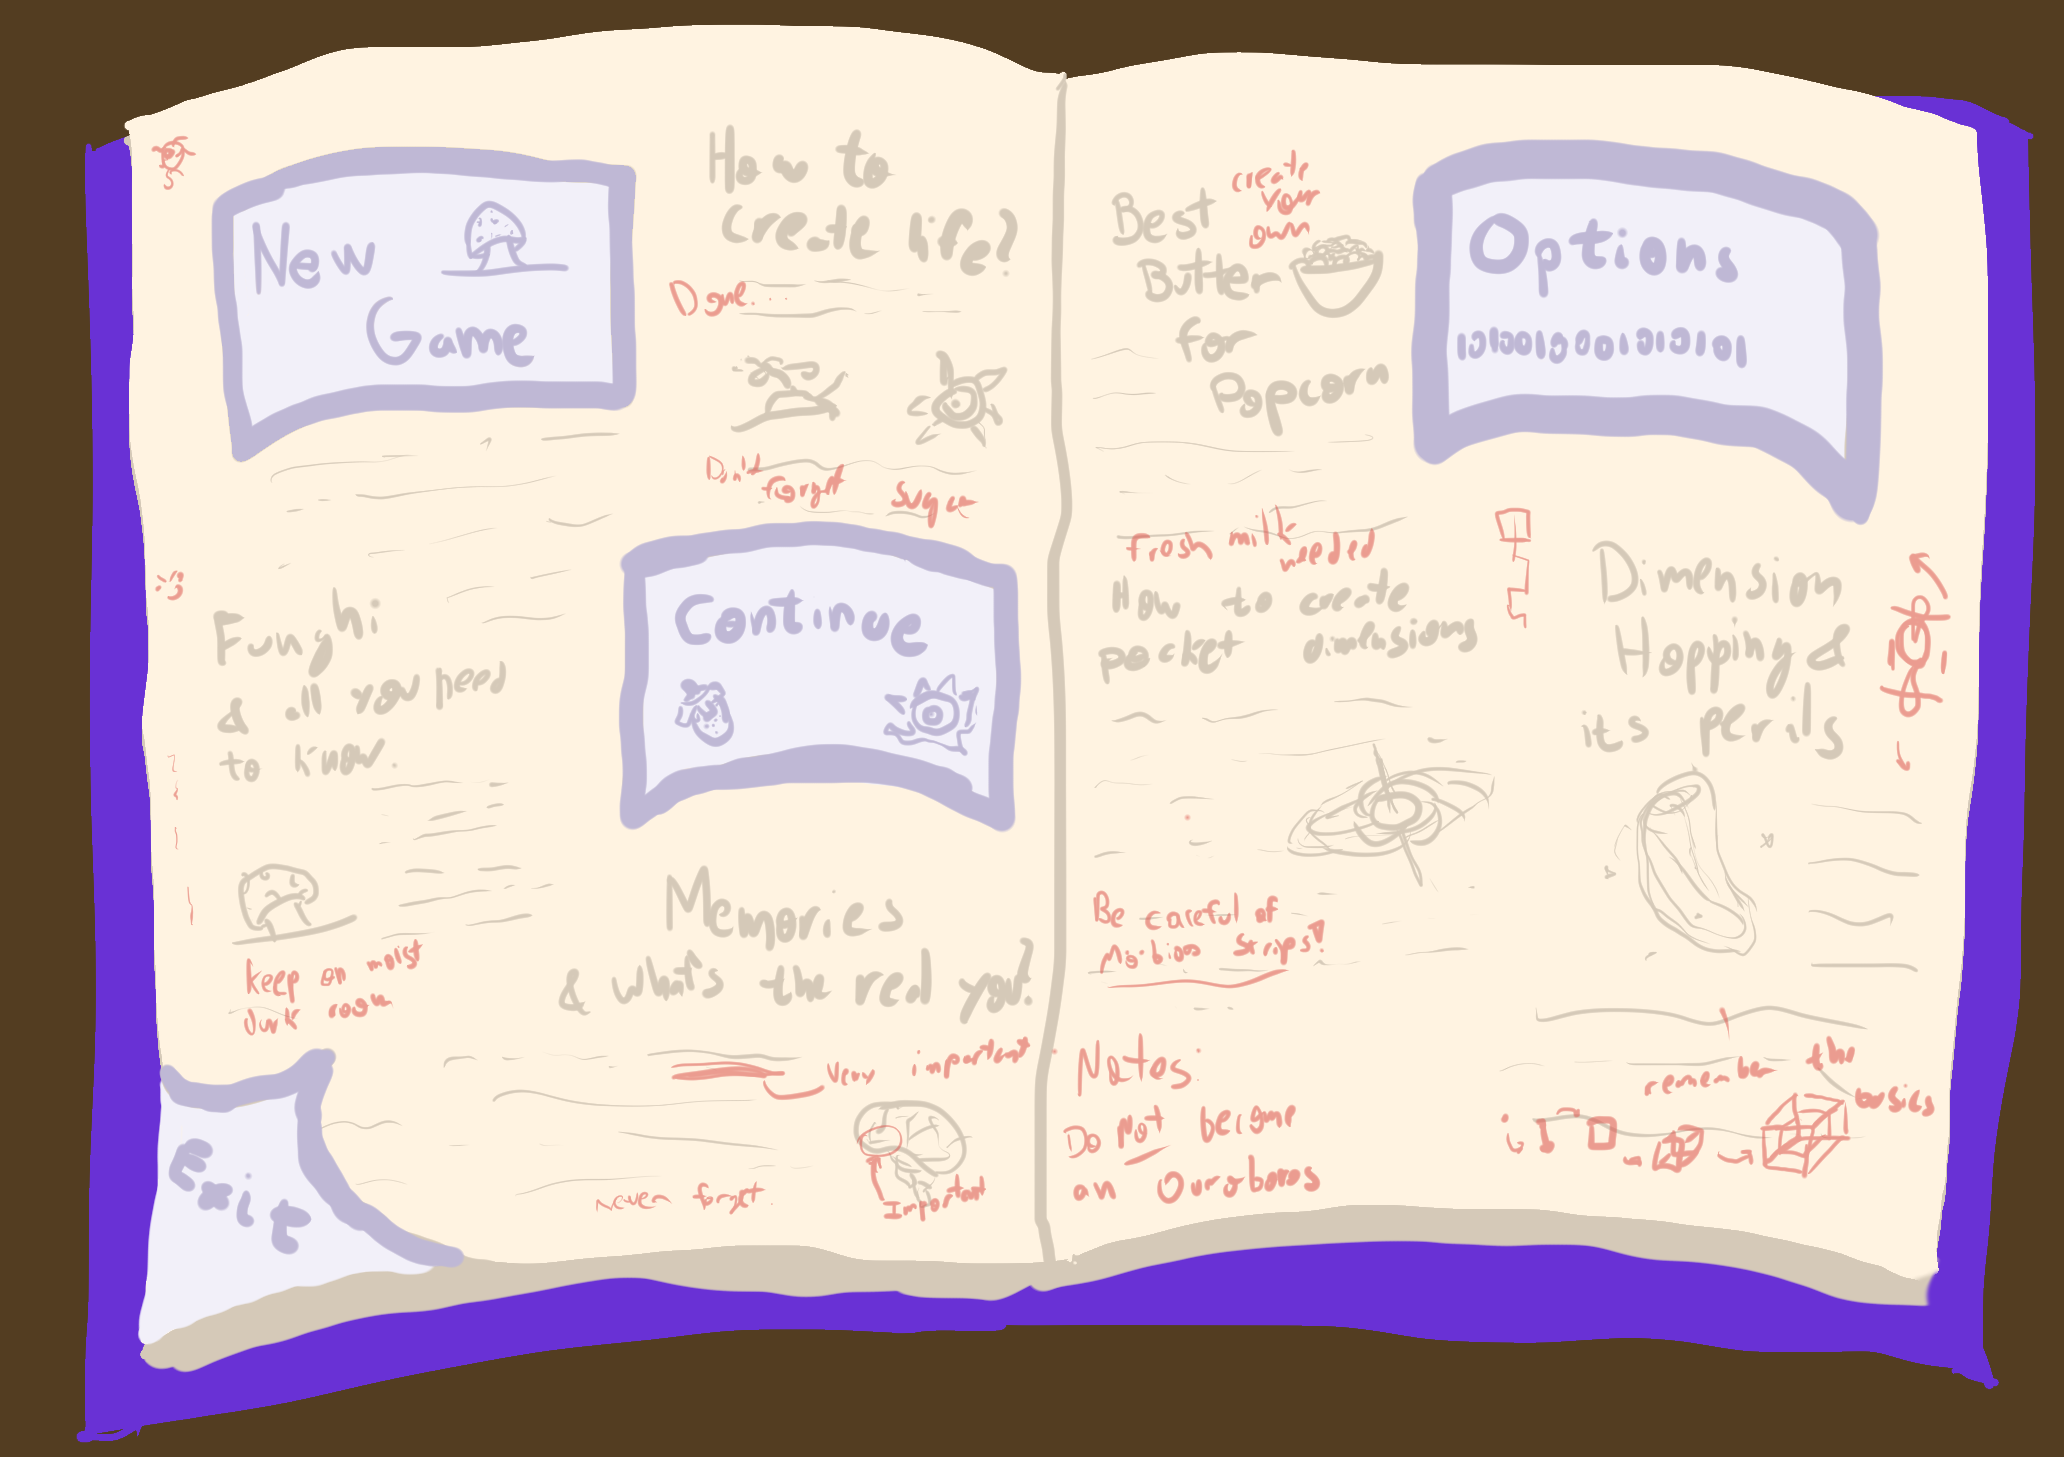 New
Game
How to
create life?
Done...
Don't forget sugar
Funghi
& all you need
to know.
keep on moist
dark room
Continue
Memories
& what's the real you?
Very important
Never forget
Important
Exit
Best
Butter
for
Popcorn
create
your
own
fresh milk
needed
How to create
pocket dimensions
Be careful of
Mobius strips!
Notes:
Do Not become
an Ouroboros
Options
1010010000101010101
Dimension
Hopping &
its perils
remember the
basics